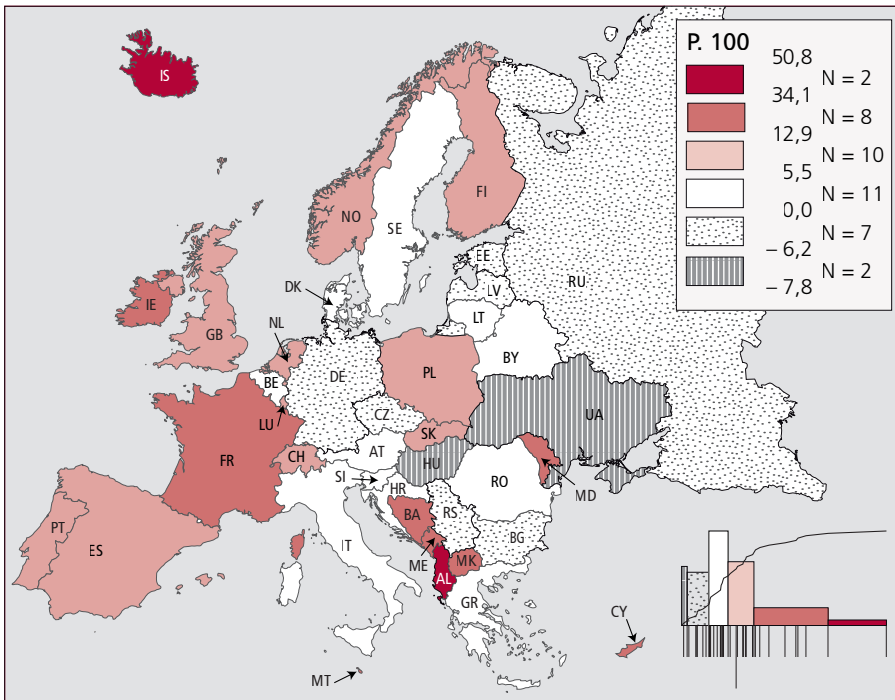 P. 100
50,8
N = 2
34,1
N = 8
12,9
N = 10
5,5
N = 11
0,0
N = 7
– 6,2
N = 2
– 7,8
IS
NO
SE
FI
RU
EE
LV
LT
DK
IE
GB
NL
BE
DE
PL
BY
LU
CZ
UA
SK
FR
CH
AT
HU
SI
HR
RO
MD
BA
RS
PT
ES
IT
ME
BG
MK
AL
GR
CY
MT